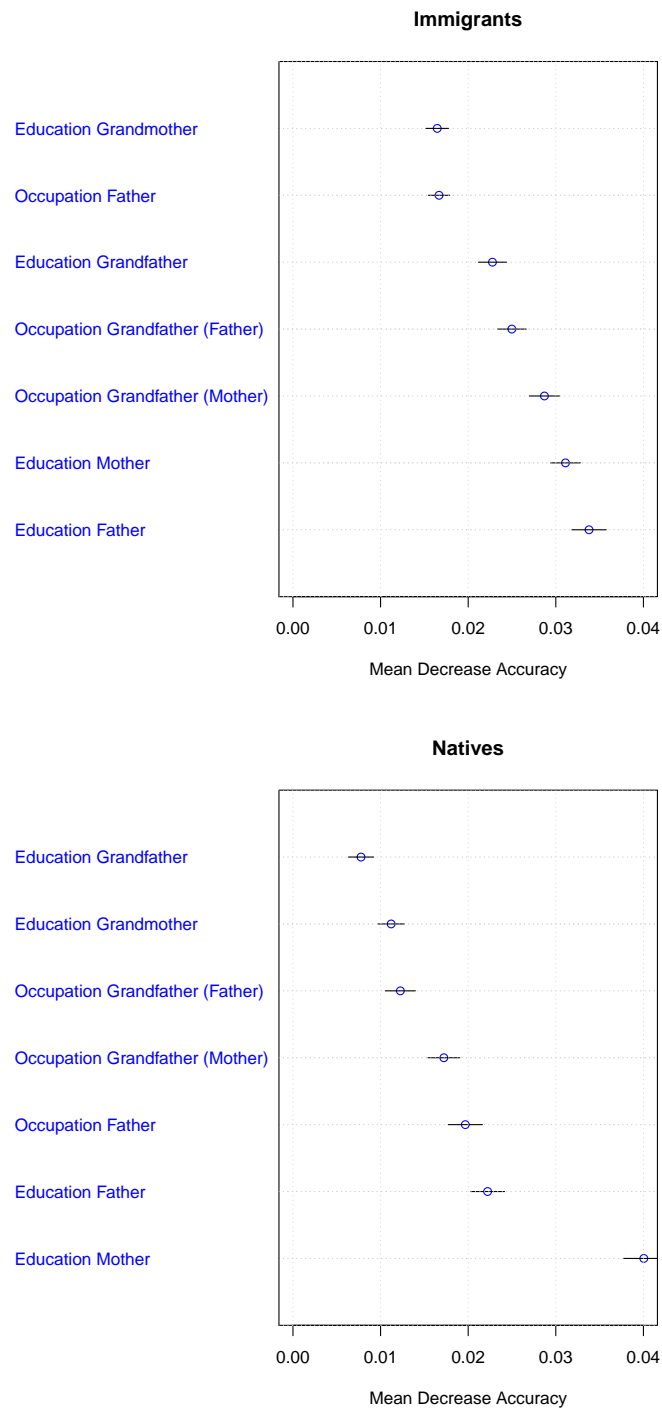 Immigrants
Education Grandmother
Occupation Father
Education Grandfather
Occupation Grandfather (Father)
Occupation Grandfather (Mother)
Education Mother
Education Father
0.00 0.01 0.02 0.03 0.04
Mean Decrease Accuracy
Natives
Education Grandfather
Education Grandmother
Occupation Grandfather (Father)
Occupation Grandfather (Mother)
Occupation Father
Education Father
Education Mother
0.00 0.01 0.02 0.03 0.04
Mean Decrease Accuracy